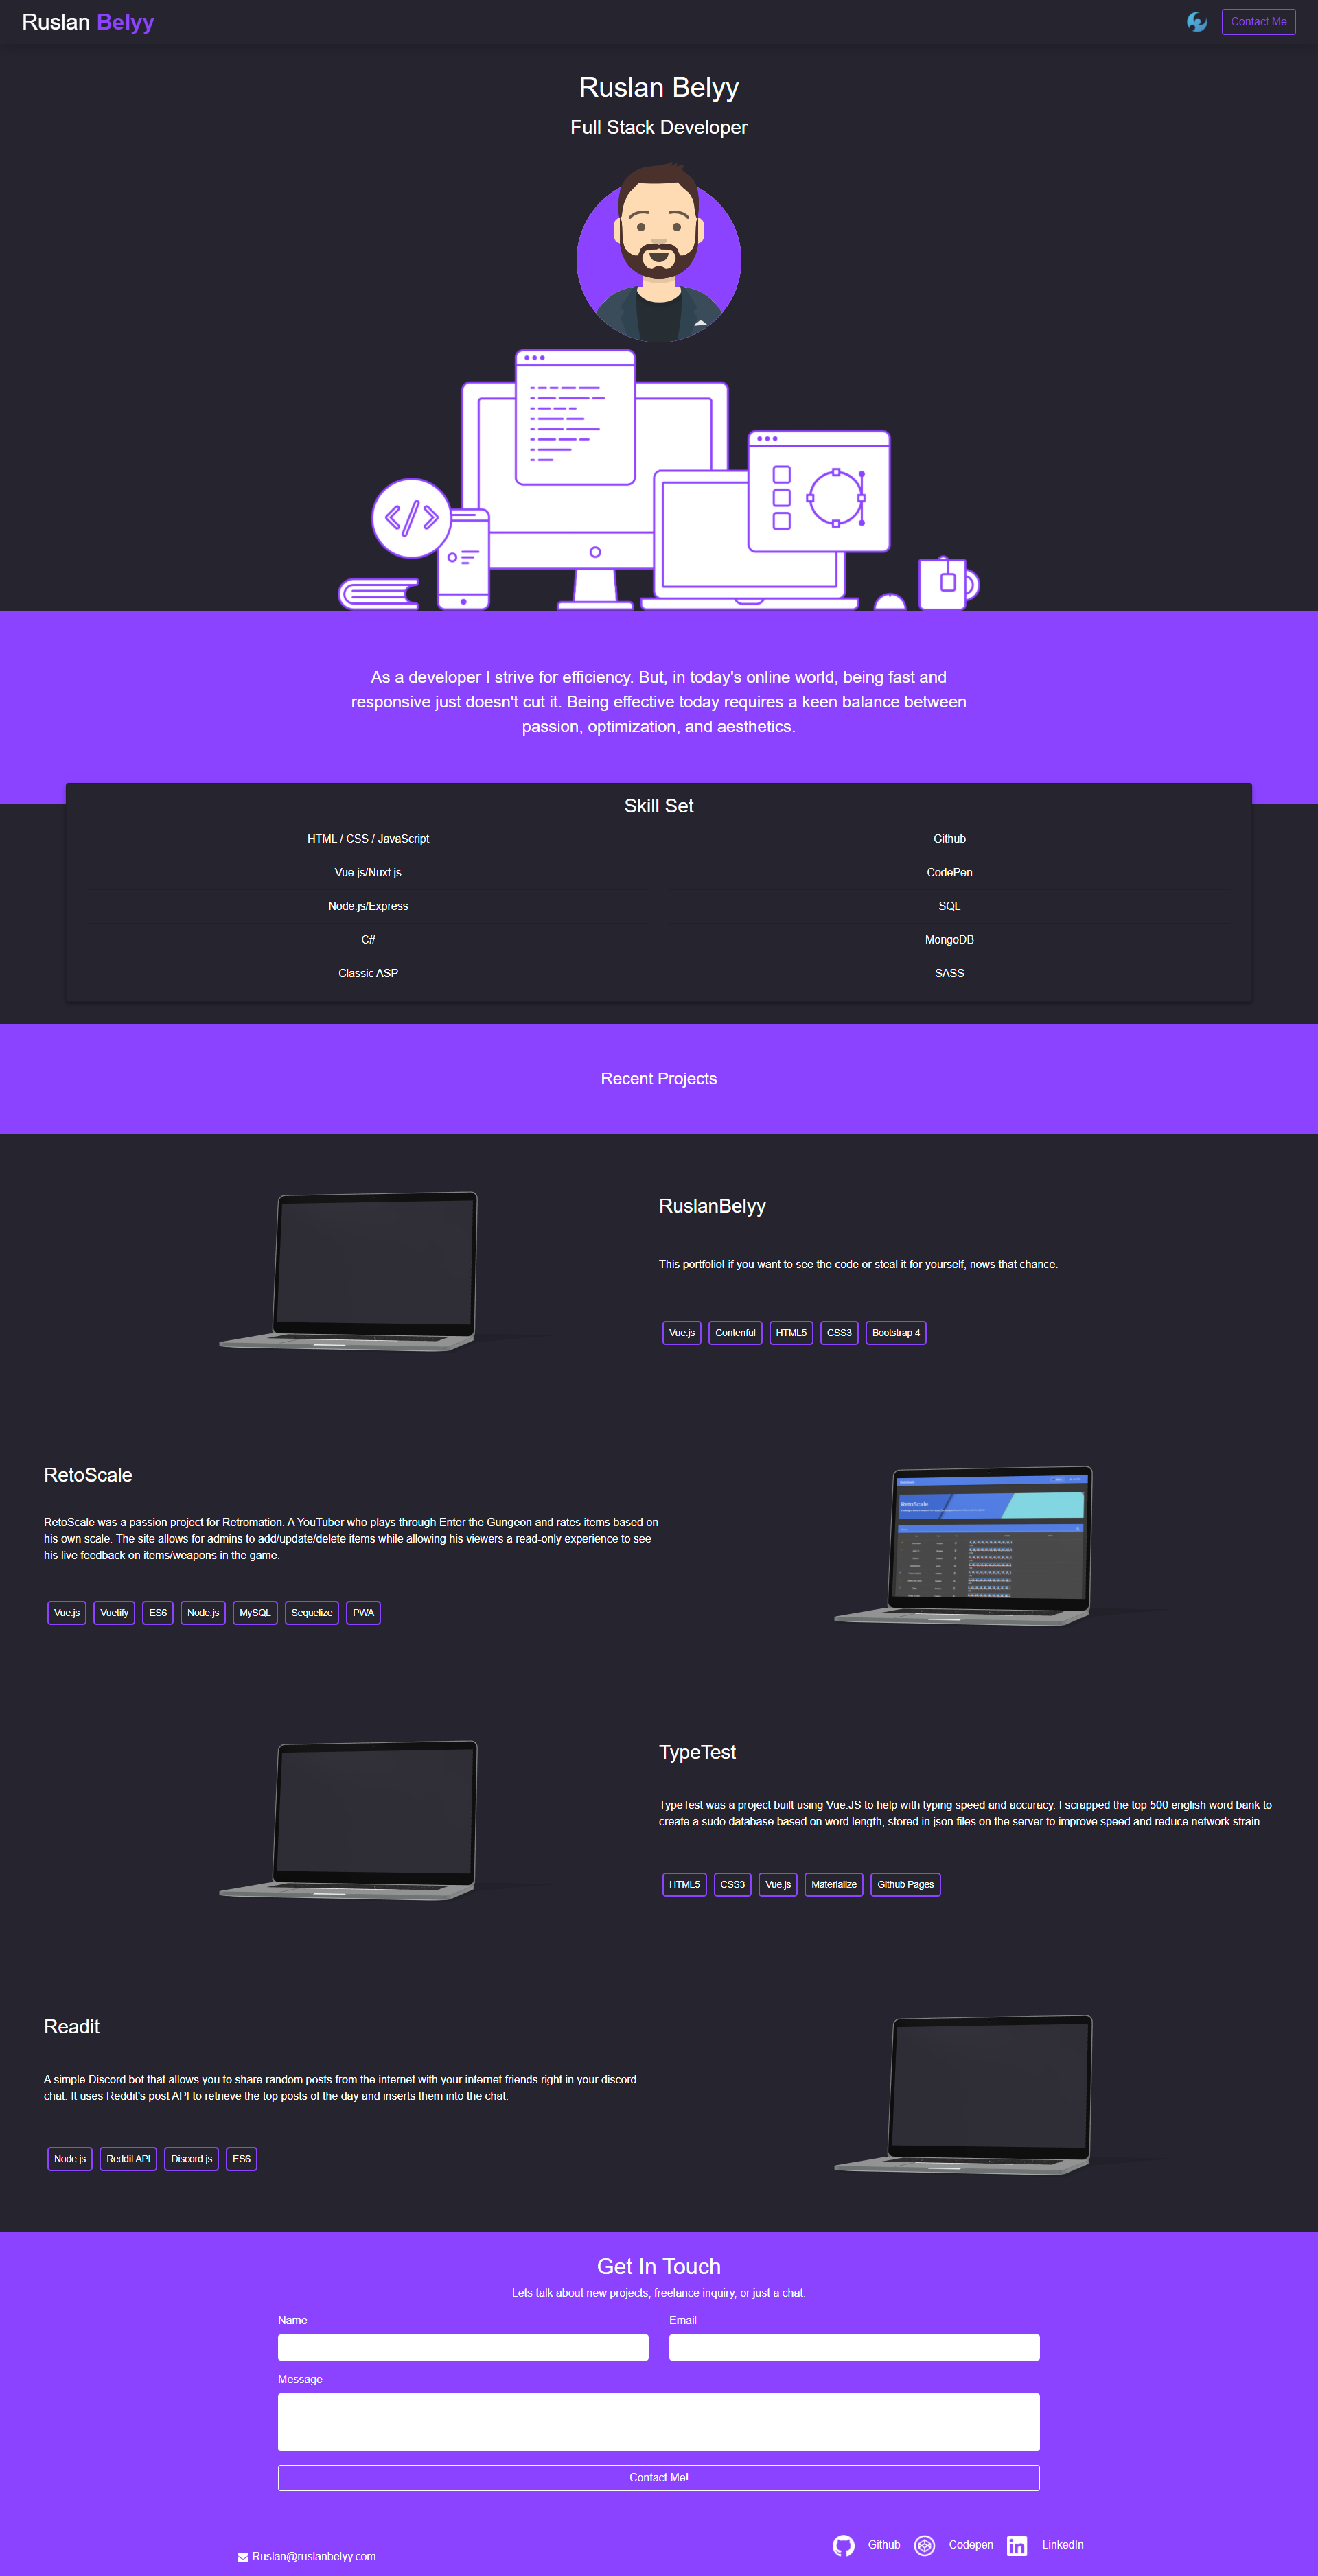 Ruslan Belyy
Contact Me
Ruslan Belyy
Full Stack Developer
As a developer I strive for efficiency. But, in today's online world, being fast and
responsive just doesn't cut it. Being effective today requires a keen balance between
passion, optimization, and aesthetics.
Skill Set
HTML / CSS / JavaScript
Github
Vue.js/Nuxt.js
CodePen
Node.js/Express
SQL
C#
MongoDB
Classic ASP
SASS
Recent Projects
RuslanBelyy
This portfolio! if you want to see the code or steal it for yourself, nows that chance.
Vue.js Contenful HTML5 CSS3 Bootstrap 4
RetoScale
RetoScale was a passion project for Retromation. A YouTuber who plays through Enter the Gungeon and rates items based on
his own scale. The site allows for admins to add/update/delete items while allowing his viewers a read-only experience to see
his live feedback on items/weapons in the game.
Vue.js Vuetify ES6 Node.js MySQL Sequelize PWA
RetoScale
TypeTest
TypeTest was a project built using Vue.JS to help with typing speed and accuracy. I scrapped the top 500 english word bank to
create a sudo database based on word length, stored in json files on the server to improve speed and reduce network strain.
HTML5 CSS3 Vue.js Materialize Github Pages
Readit
A simple Discord bot that allows you to share random posts from the internet with your internet friends right in your discord
chat. It uses Reddit's post API to retrieve the top posts of the day and inserts them into the chat.
Node.js Reddit API Discord.js ES6
Get In Touch
Lets talk about new projects, freelance inquiry, or just a chat.
Name
Email
Message
Contact Me!
Github Codepen LinkedIn
Ruslan@ruslanbelyy.com